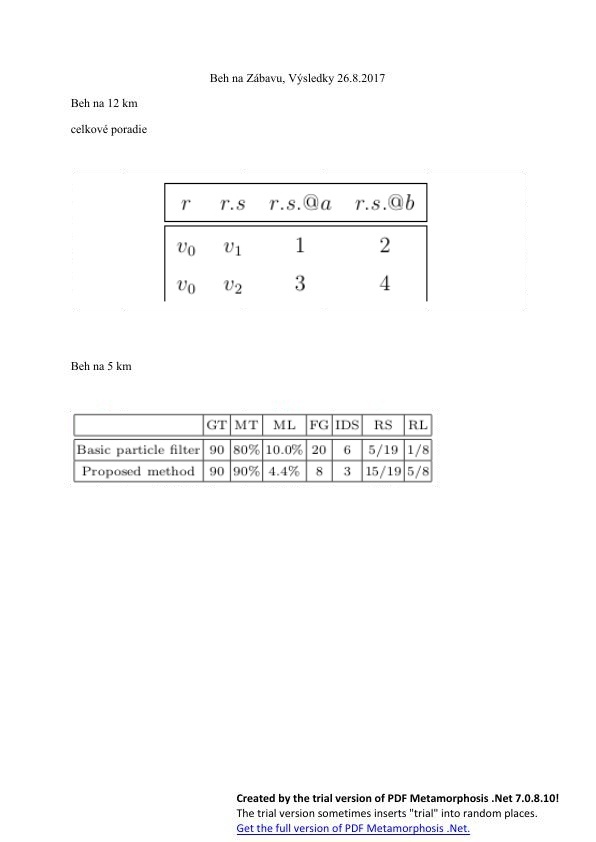 Beh na Zábavu, Výsledky 26.8.2017
Beh na 12 km
celkové poradie
r r.s r.s.@a r.s.@b
v₀ v₁ 1 2
v₀ v₂ 3 4
Beh na 5 km
GT MT ML FG IDS RS RL
Basic particle filter 90 80% 10.0% 20 6 5/19 1/8
Proposed method 90 90% 4.4% 8 3 15/19 5/8
Created by the trial version of PDF Metamorphosis .Net 7.0.8.10!
The trial version sometimes inserts "trial" into random places.
Get the full version of PDF Metamorphosis .Net.